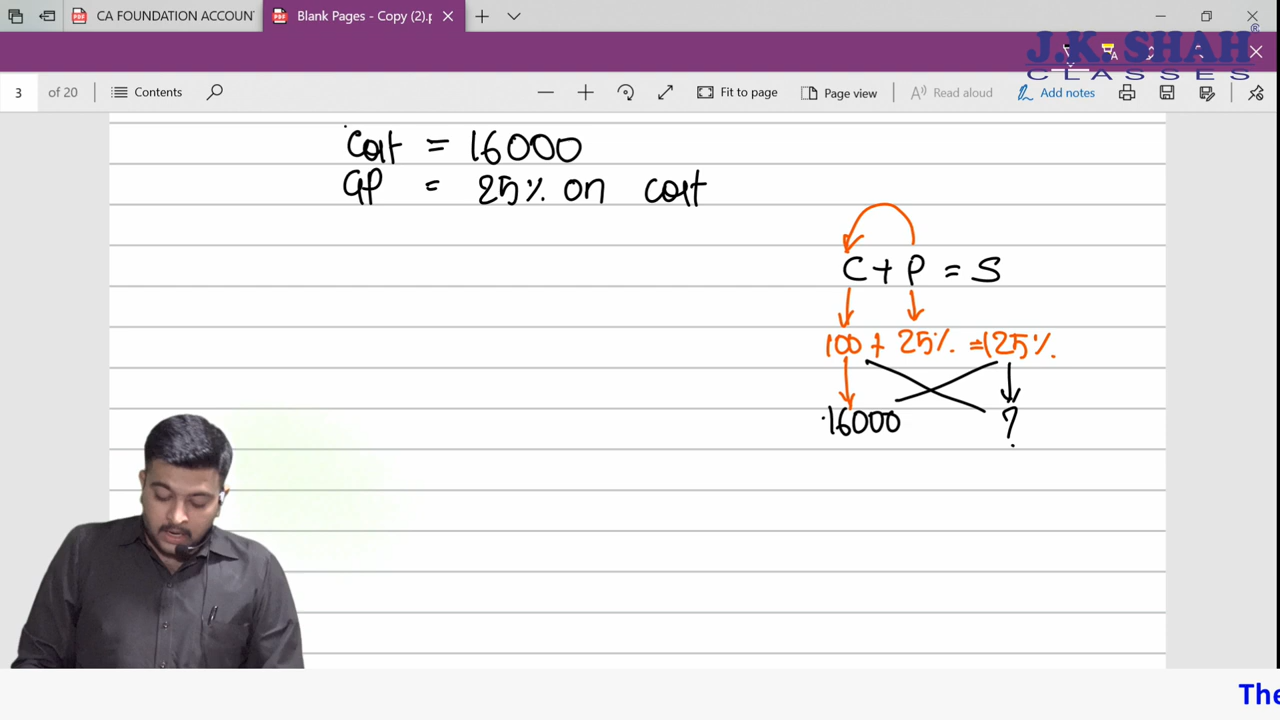 CA FOUNDATION ACCOUNT
Blank Pages - Copy (2).p
J.K. SHAH®
CLASSES
3 of 20 Contents Fit to page Page view Read aloud Add notes
Cost = 16000
GP = 25% on cost
C + P = S
100 + 25% = 125%
16000 ?
The